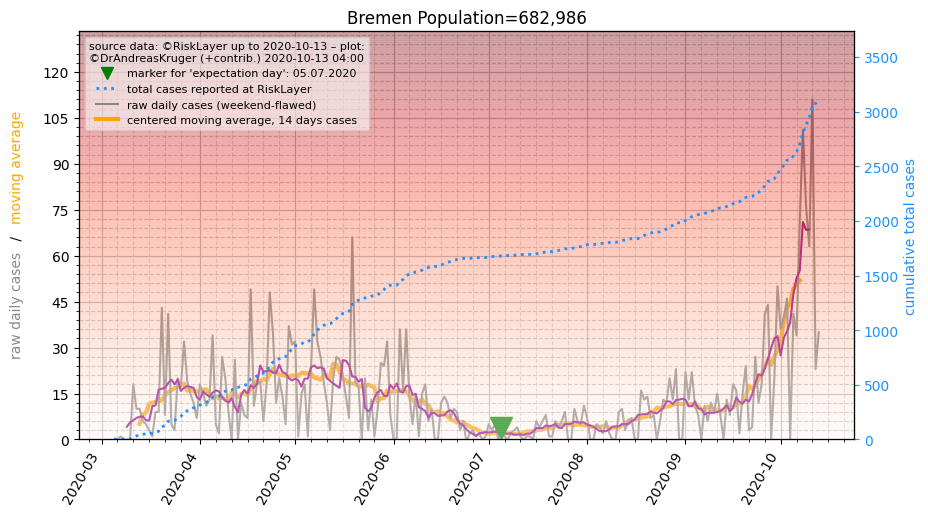 Bremen Population=682,986
source data: ©RiskLayer up to 2020-10-13 – plot:
©DrAndreasKruger (+contrib.) 2020-10-13 04:00
marker for 'expectation day': 05.07.2020
total cases reported at RiskLayer
raw daily cases (weekend-flawed)
centered moving average, 14 days cases
raw daily cases / moving average
120
105
90
75
60
45
30
15
0
3500
3000
2500
2000
1500
1000
500
0
cumulative total cases
2020-03
2020-04
2020-05
2020-06
2020-07
2020-08
2020-09
2020-10